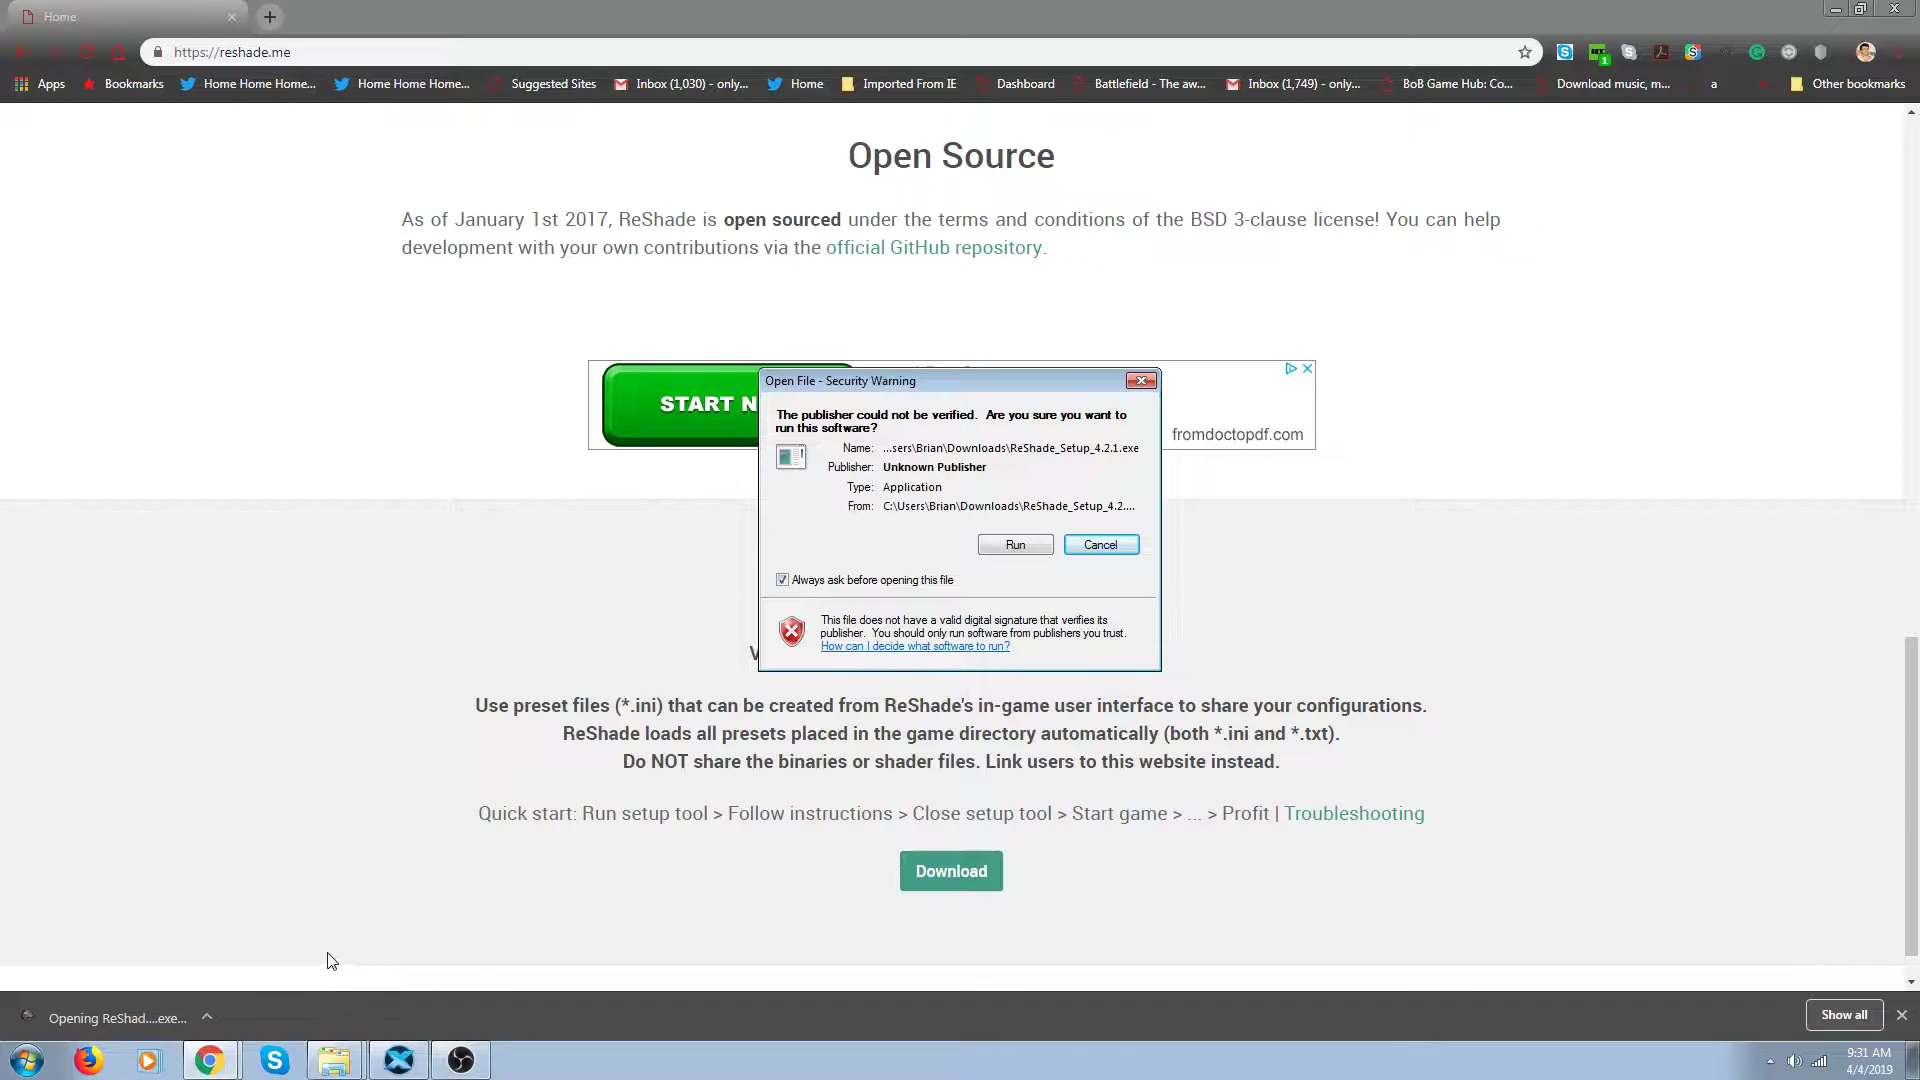 Home
https://reshade.me
Apps
Bookmarks
Home Home Home...
Home Home Home...
Suggested Sites
Inbox (1,030) - only...
Home
Imported From IE
Dashboard
Battlefield - The aw...
Inbox (1,749) - only...
BoB Game Hub: Co...
Download music, m...
a
Other bookmarks
Open Source
As of January 1st 2017, ReShade is open sourced under the terms and conditions of the BSD 3-clause license! You can help
development with your own contributions via the official GitHub repository.
START N
fromdoctopdf.com
Open File - Security Warning
The publisher could not be verified. Are you sure you want to
run this software?
Name: ...sers\Brian\Downloads\ReShade_Setup_4.2.1.exe
Publisher: Unknown Publisher
Type: Application
From: C:\Users\Brian\Downloads\ReShade_Setup_4.2....
Run
Cancel
Always ask before opening this file
This file does not have a valid digital signature that verifies its
publisher. You should only run software from publishers you trust.
How can I decide what software to run?
Use preset files (*.ini) that can be created from ReShade's in-game user interface to share your configurations.
ReShade loads all presets placed in the game directory automatically (both *.ini and *.txt).
Do NOT share the binaries or shader files. Link users to this website instead.
Quick start: Run setup tool > Follow instructions > Close setup tool > Start game > ... > Profit | Troubleshooting
Download
Opening ReShad....exe...
Show all
9:31 AM
4/4/2019